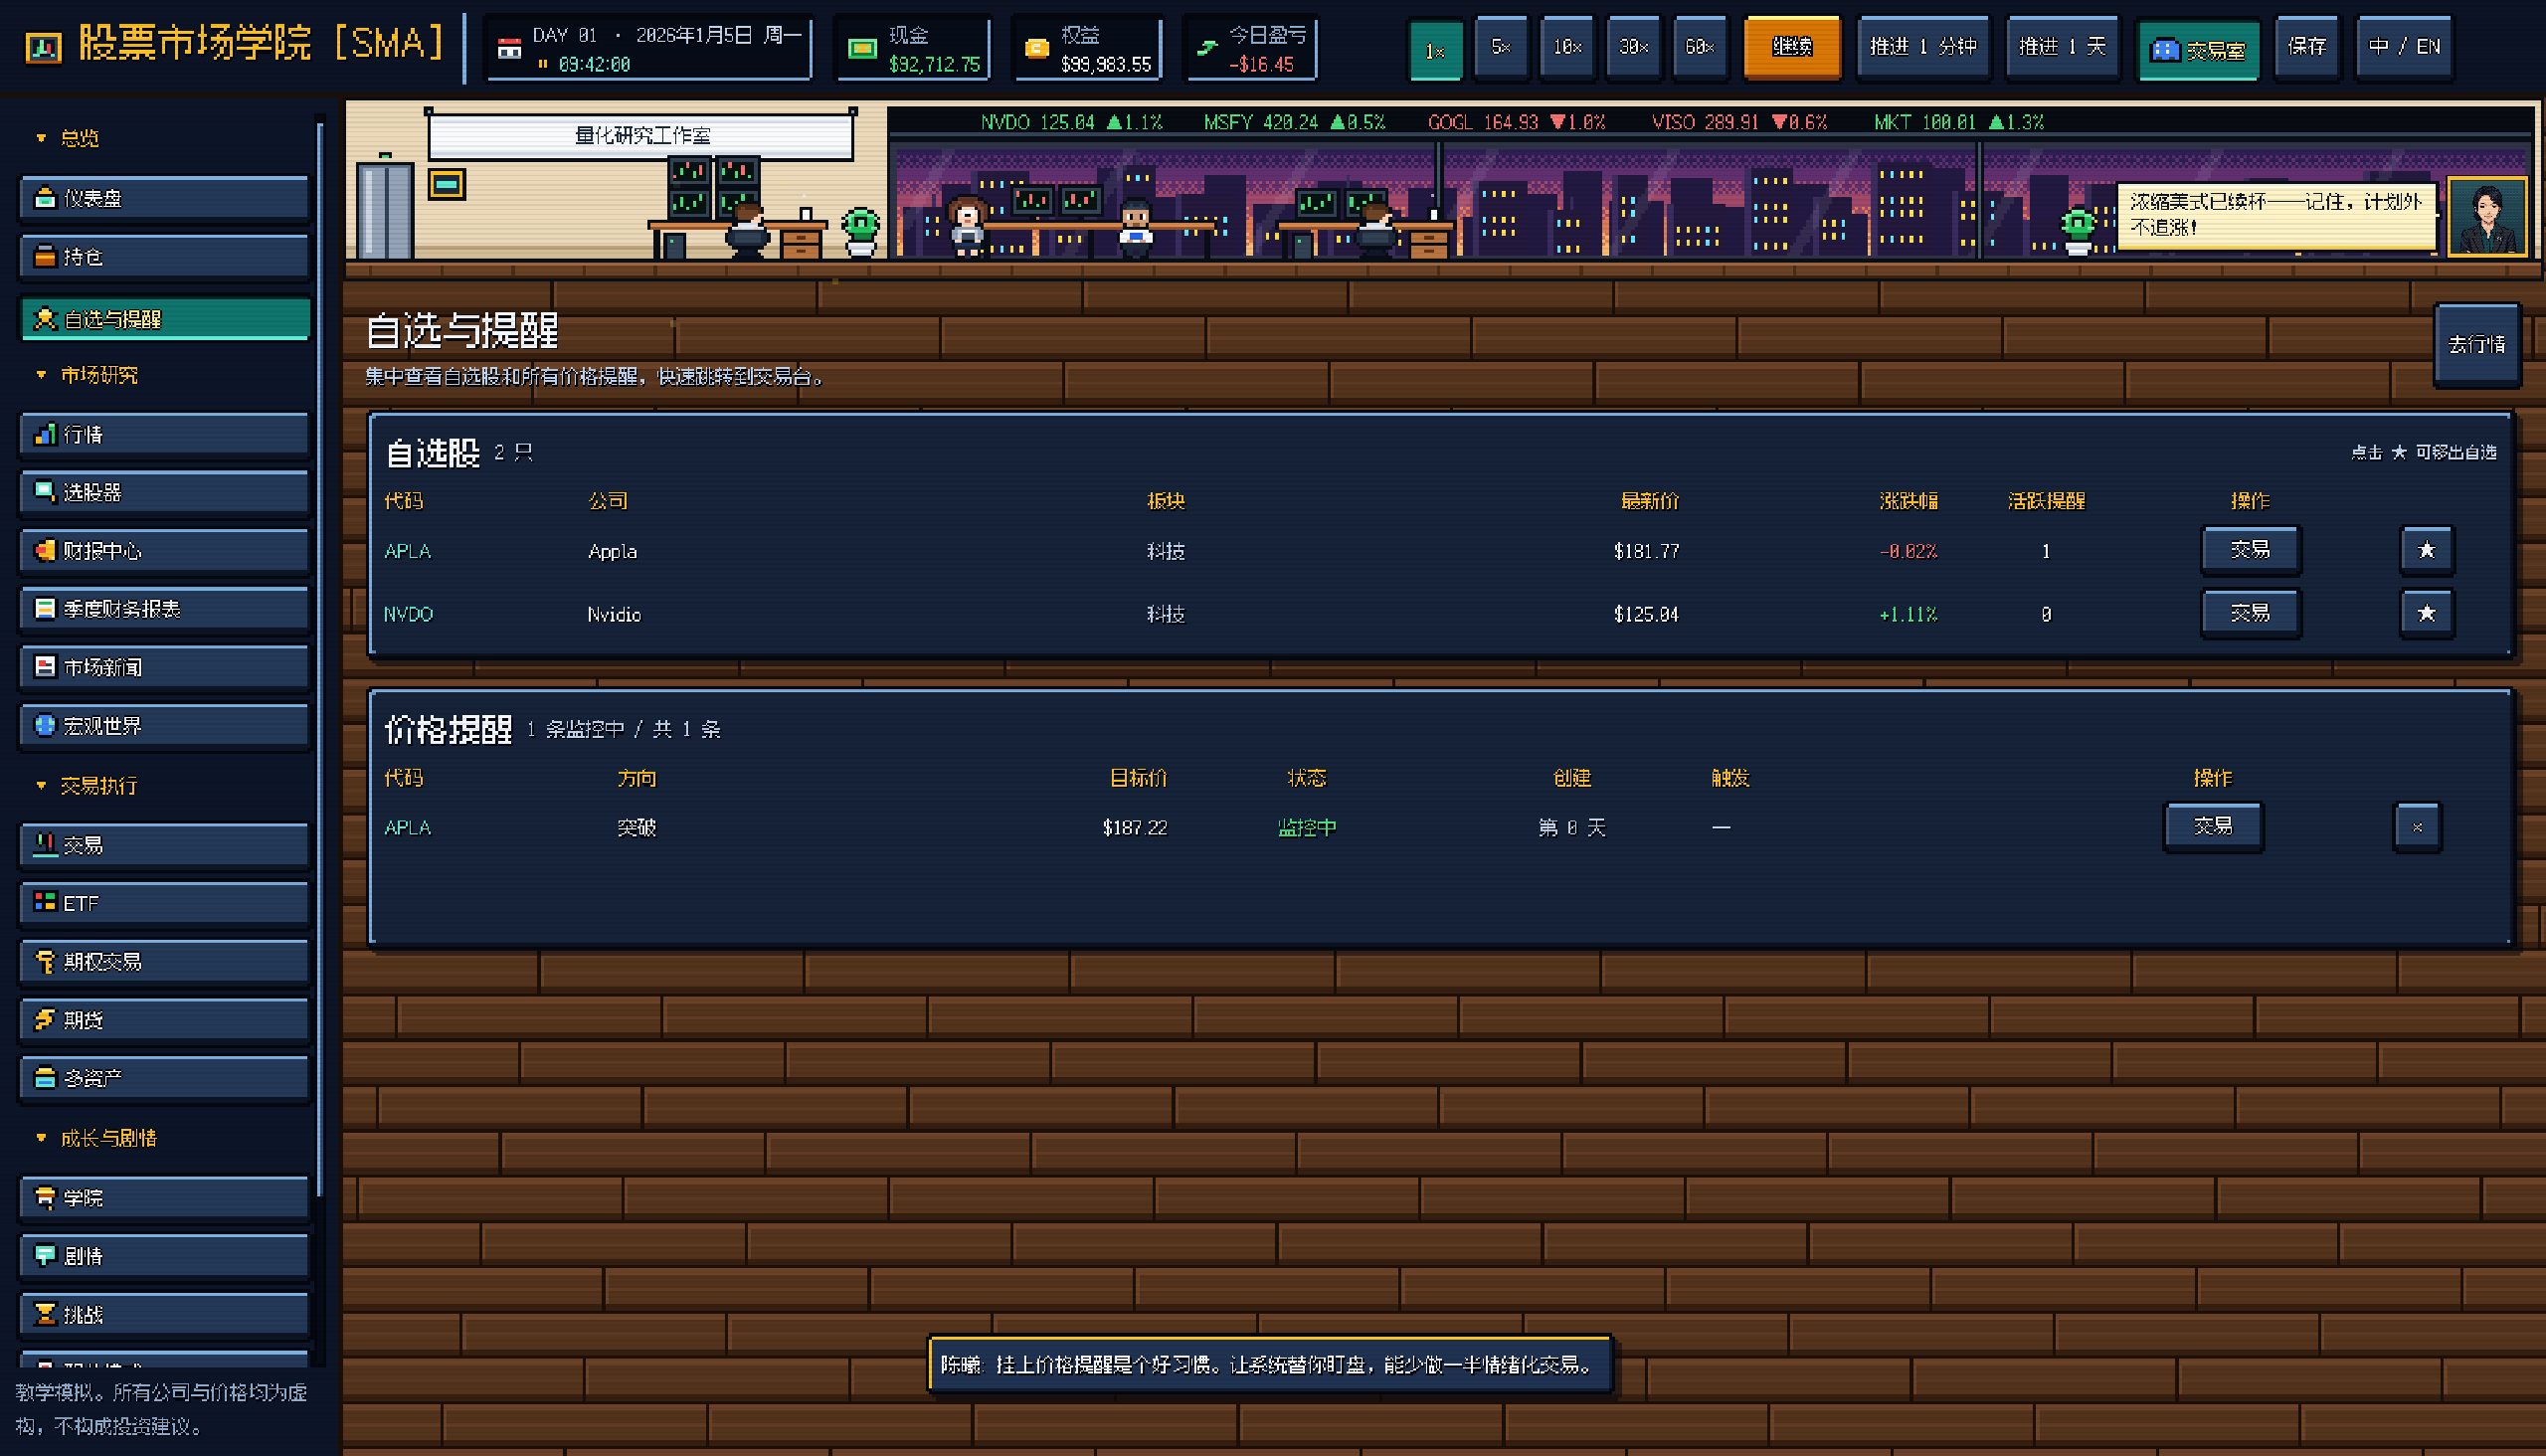 股票市场学院 [SMA]
DAY 01 · 2026年1月5日 周一
09:42:00
现金
$92,712.75
权益
$99,983.55
今日盈亏
-$16.45
1×
5×
10×
30×
60×
继续
推进 1 分钟
推进 1 天
交易室
保存
中 / EN
量化研究工作室
NVDO 125.04 ▲1.1% MSFY 420.24 ▲0.5% GOGL 164.93 ▼1.0% VISO 289.91 ▼0.6% MKT 100.01 ▲1.3%
浓缩美式已续杯——记住，计划外
不追涨！
▼ 总览
仪表盘
持仓
自选与提醒
▼ 市场研究
行情
选股器
财报中心
季度财务报表
市场新闻
宏观世界
▼ 交易执行
交易
ETF
期权交易
期货
多资产
▼ 成长与剧情
学院
剧情
挑战
教学模拟。所有公司与价格均为虚
构，不构成投资建议。
自选与提醒
集中查看自选股和所有价格提醒，快速跳转到交易台。
去行情
自选股 2 只
点击 ★ 可移出自选
代码 公司 板块 最新价 涨跌幅 活跃提醒 操作
APLA Appla 科技 $181.77 -0.02% 1 交易 ★
NVDO Nvidio 科技 $125.04 +1.11% 0 交易 ★
价格提醒 1 条监控中 / 共 1 条
代码 方向 目标价 状态 创建 触发 操作
APLA 突破 $187.22 监控中 第 0 天 — 交易 ×
陈曦: 挂上价格提醒是个好习惯。让系统替你盯盘，能少做一半情绪化交易。